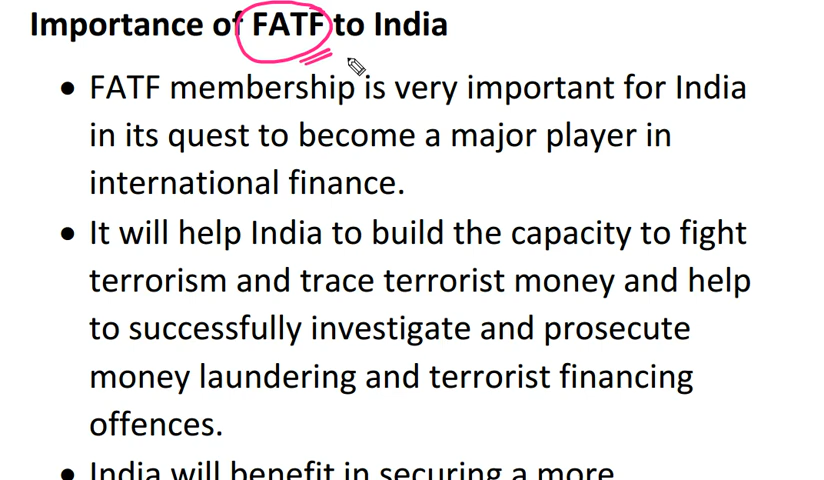 Importance of FATF to India
• FATF membership is very important for India
in its quest to become a major player in
international finance.
• It will help India to build the capacity to fight
terrorism and trace terrorist money and help
to successfully investigate and prosecute
money laundering and terrorist financing
offences.
• India will benefit in securing a more